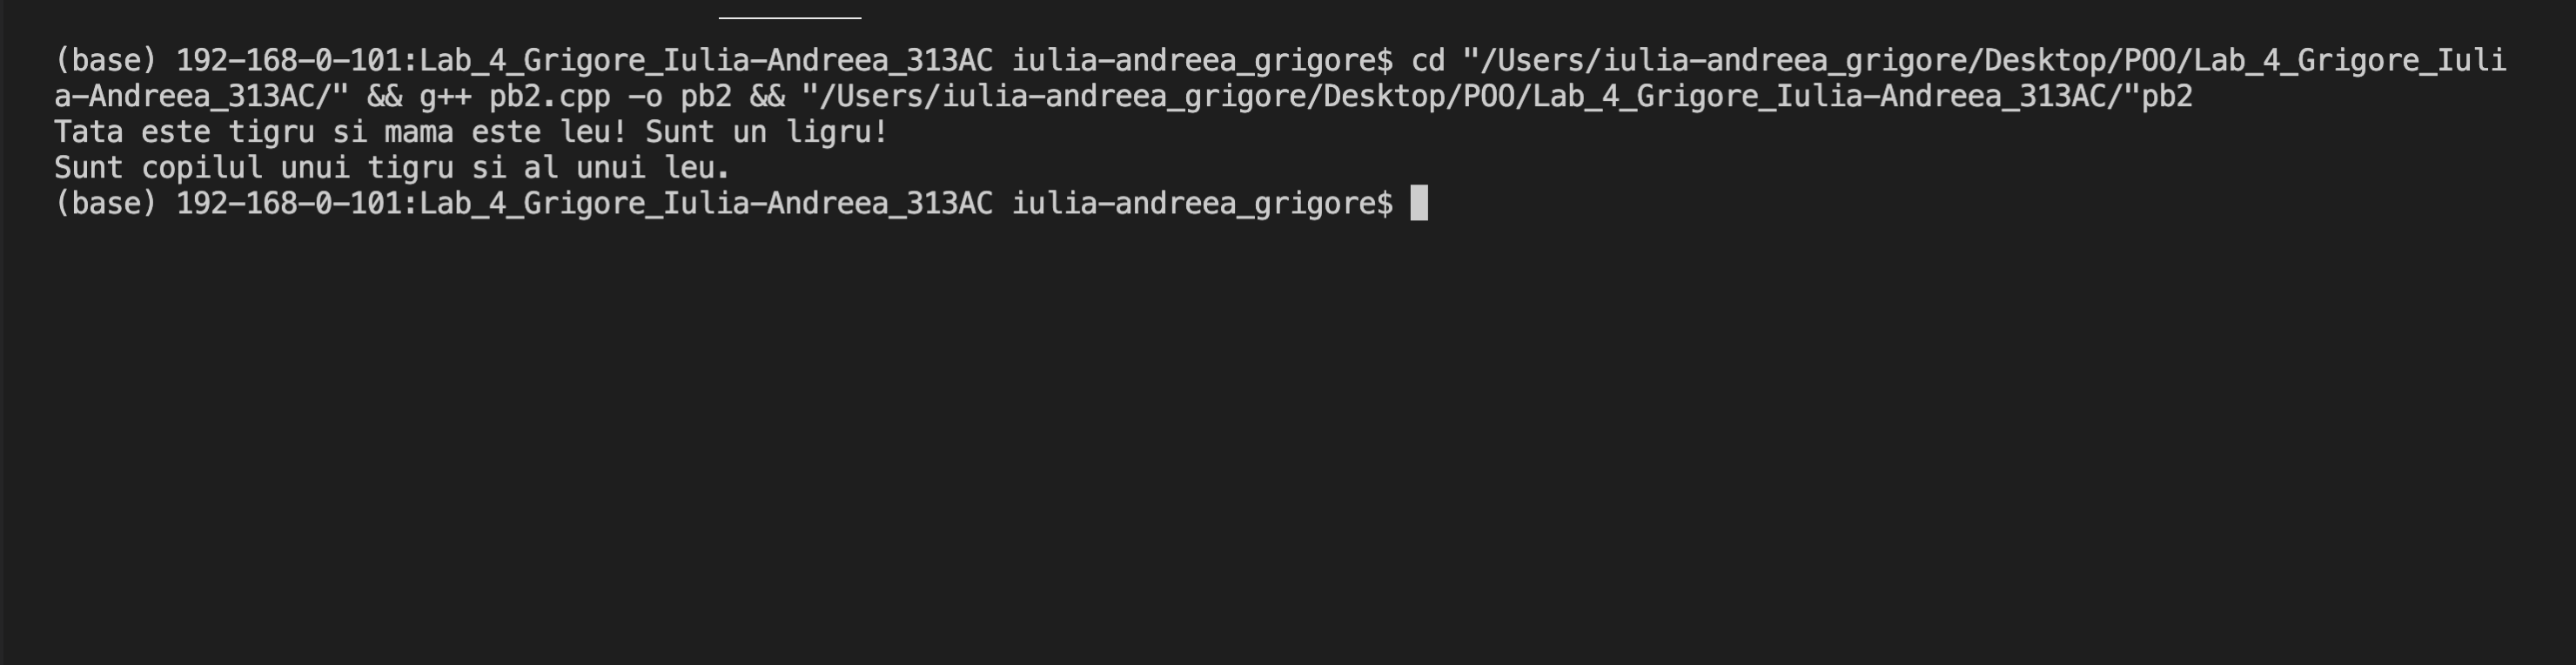 (base) 192-168-0-101:Lab_4_Grigore_Iulia-Andreea_313AC iulia-andreea_grigore$ cd "/Users/iulia-andreea_grigore/Desktop/POO/Lab_4_Grigore_Iuli
a-Andreea_313AC/" && g++ pb2.cpp -o pb2 && "/Users/iulia-andreea_grigore/Desktop/POO/Lab_4_Grigore_Iulia-Andreea_313AC/"pb2
Tata este tigru si mama este leu! Sunt un ligru!
Sunt copilul unui tigru si al unui leu.
(base) 192-168-0-101:Lab_4_Grigore_Iulia-Andreea_313AC iulia-andreea_grigore$